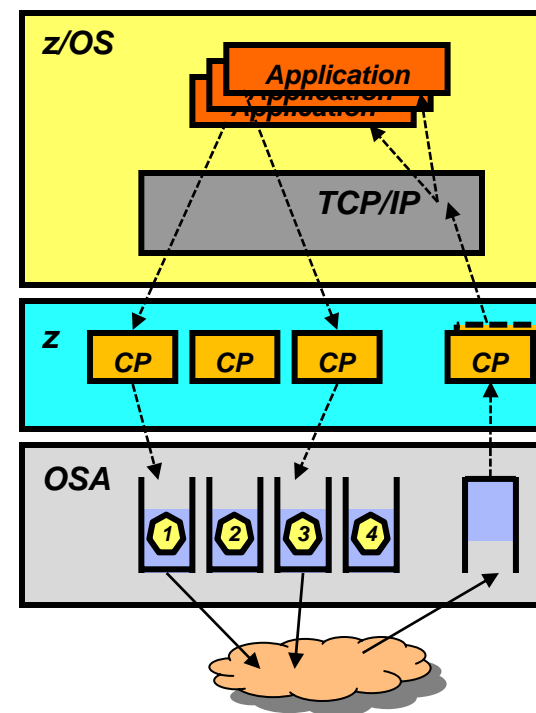 z/OS
Application
Application
Application
TCP/IP
z
CP
CP
CP
CP
OSA
1
2
3
4